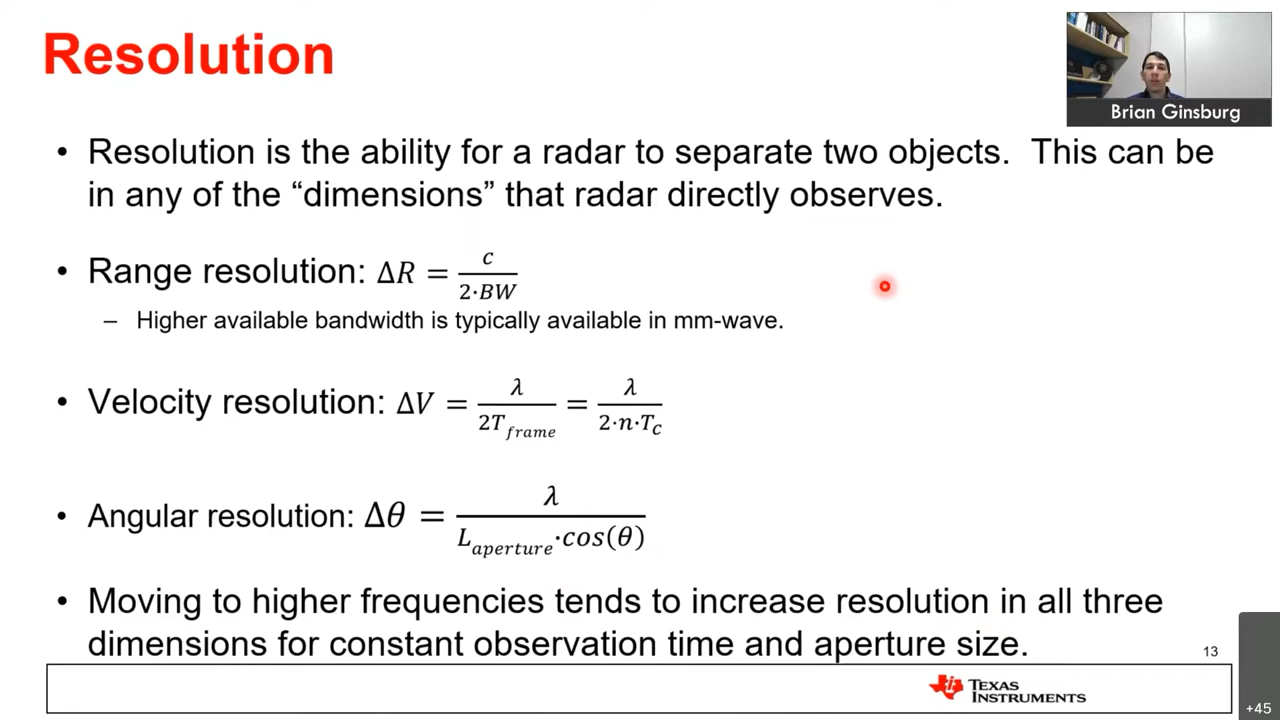 Resolution
Brian Ginsburg
• Resolution is the ability for a radar to separate two objects. This can be
in any of the “dimensions” that radar directly observes.
• Range resolution: ΔR = c / (2·BW)
– Higher available bandwidth is typically available in mm-wave.
• Velocity resolution: ΔV = λ / (2T_frame) = λ / (2·n·T_c)
• Angular resolution: Δθ = λ / (L_aperture·cos(θ))
• Moving to higher frequencies tends to increase resolution in all three
dimensions for constant observation time and aperture size.
13
TEXAS
INSTRUMENTS
+45